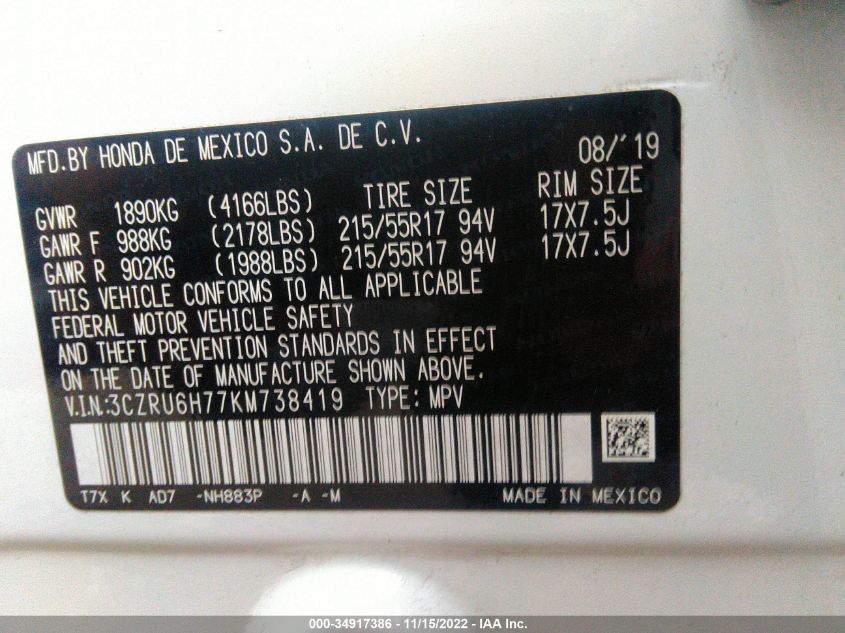 MFD.BY HONDA DE MEXICO S.A. DE C.V. 08/'19
TIRE SIZE RIM SIZE
GVWR 1890KG (4166LBS)
GAWR F 988KG (2178LBS) 215/55R17 94V 17X7.5J
GAWR R 902KG (1988LBS) 215/55R17 94V 17X7.5J
THIS VEHICLE CONFORMS TO ALL APPLICABLE
FEDERAL MOTOR VEHICLE SAFETY
AND THEFT PREVENTION STANDARDS IN EFFECT
ON THE DATE OF MANUFACTURE SHOWN ABOVE.
V.I.N:3CZRU6H77KM738419 TYPE: MPV
T7X K AD7 -NH883P -A -M MADE IN MEXICO
000-34917386 - 11/15/2022 - IAA Inc.